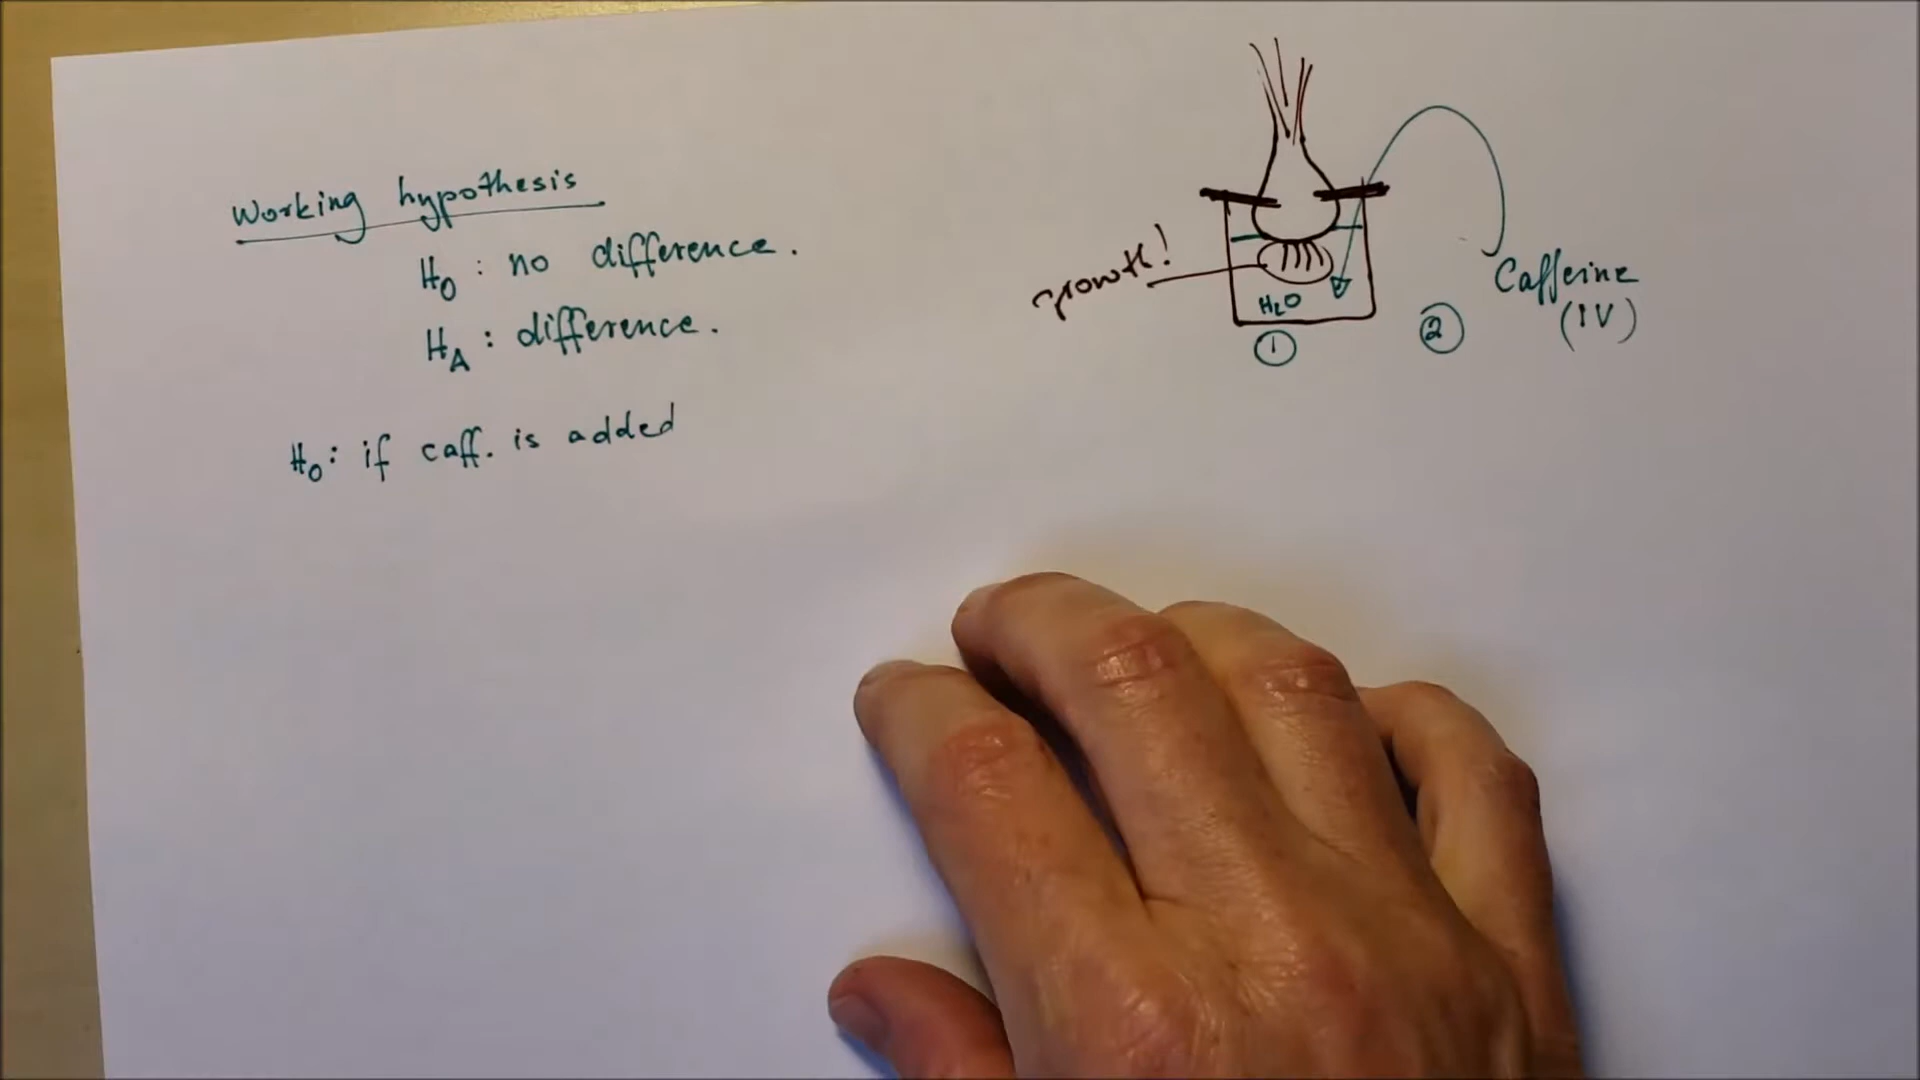 Working hypothesis
H0 : no difference.
HA : difference.
H0 : if caff. is added
growth!
H2O
1
2
Caffeine
(IV)